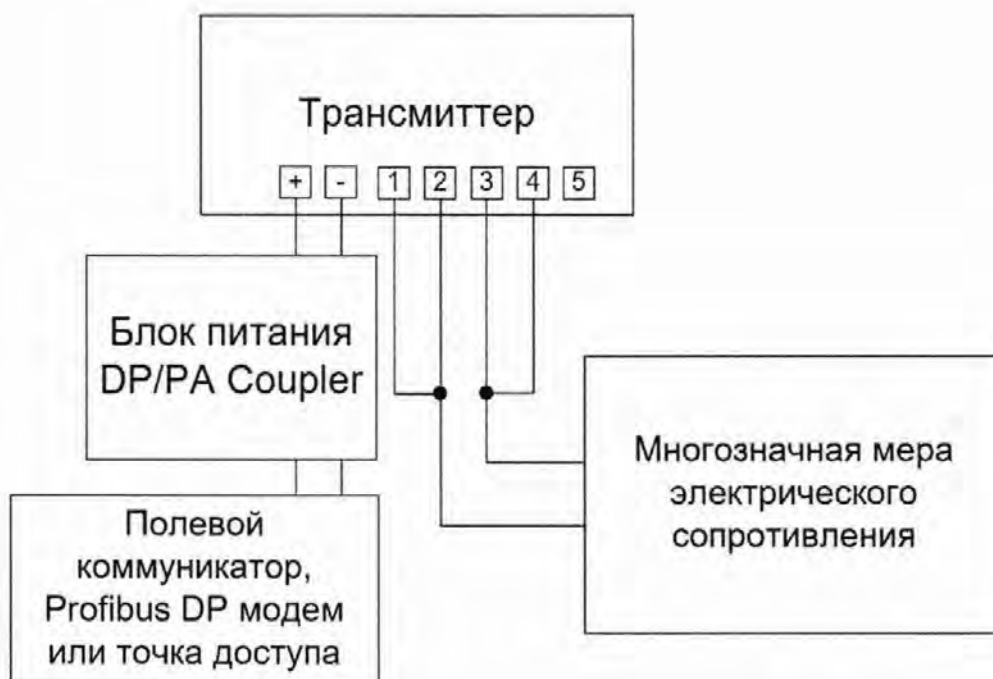 Трансмиттер
+ - 1 2 3 4 5
Блок питания
DP/PA Coupler
Многозначная мера
электрического
сопротивления
Полевой
коммуникатор,
Profibus DP модем
или точка доступа